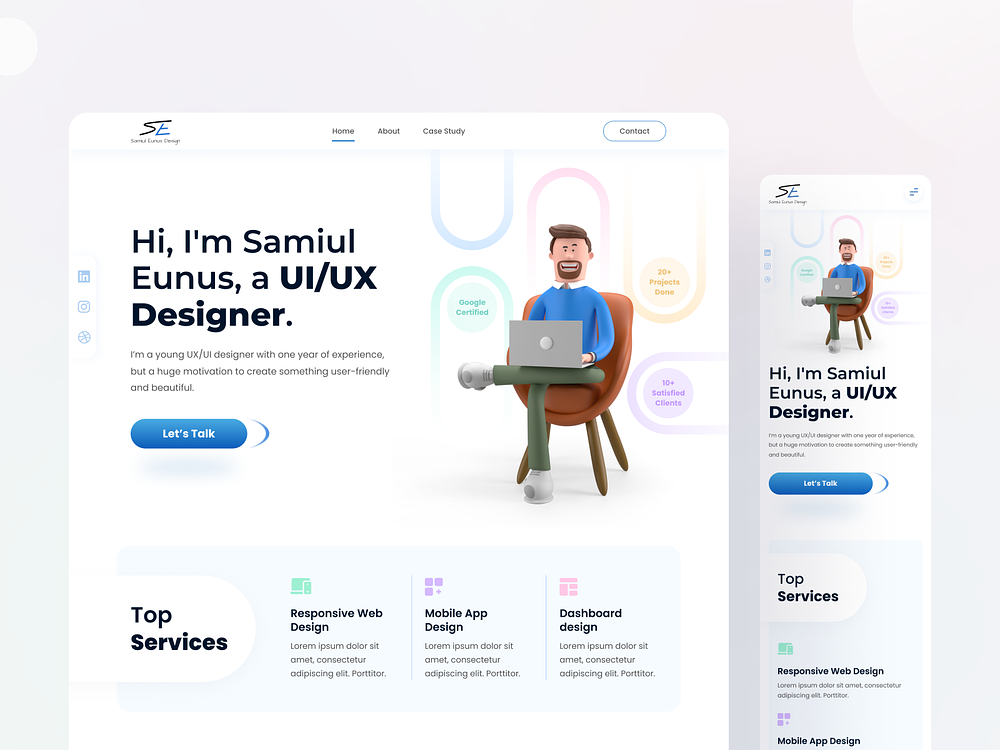 SE
Samiul Eunus Design
Home
About
Case Study
Contact
Hi, I'm Samiul
Eunus, a UI/UX
Designer.
I'm a young UX/UI designer with one year of experience,
but a huge motivation to create something user-friendly
and beautiful.
Let's Talk
Google
Certified
20+
Projects
Done
10+
Satisfied
Clients
Top
Services
Responsive Web
Design
Lorem ipsum dolor sit
amet, consectetur
adipiscing elit. Porttitor.
Mobile App
Design
Lorem ipsum dolor sit
amet, consectetur
adipiscing elit. Porttitor.
Dashboard
design
Lorem ipsum dolor sit
amet, consectetur
adipiscing elit. Porttitor.
SE
Samiul Eunus Design
Google
Certified
20+
Projects
Done
10+
Satisfied
Clients
Hi, I'm Samiul
Eunus, a UI/UX
Designer.
I'm a young UX/UI designer with one year of experience,
but a huge motivation to create something user-friendly
and beautiful.
Let's Talk
Top
Services
Responsive Web Design
Lorem ipsum dolor sit amet, consectetur
adipiscing elit. Porttitor.
Mobile App Design